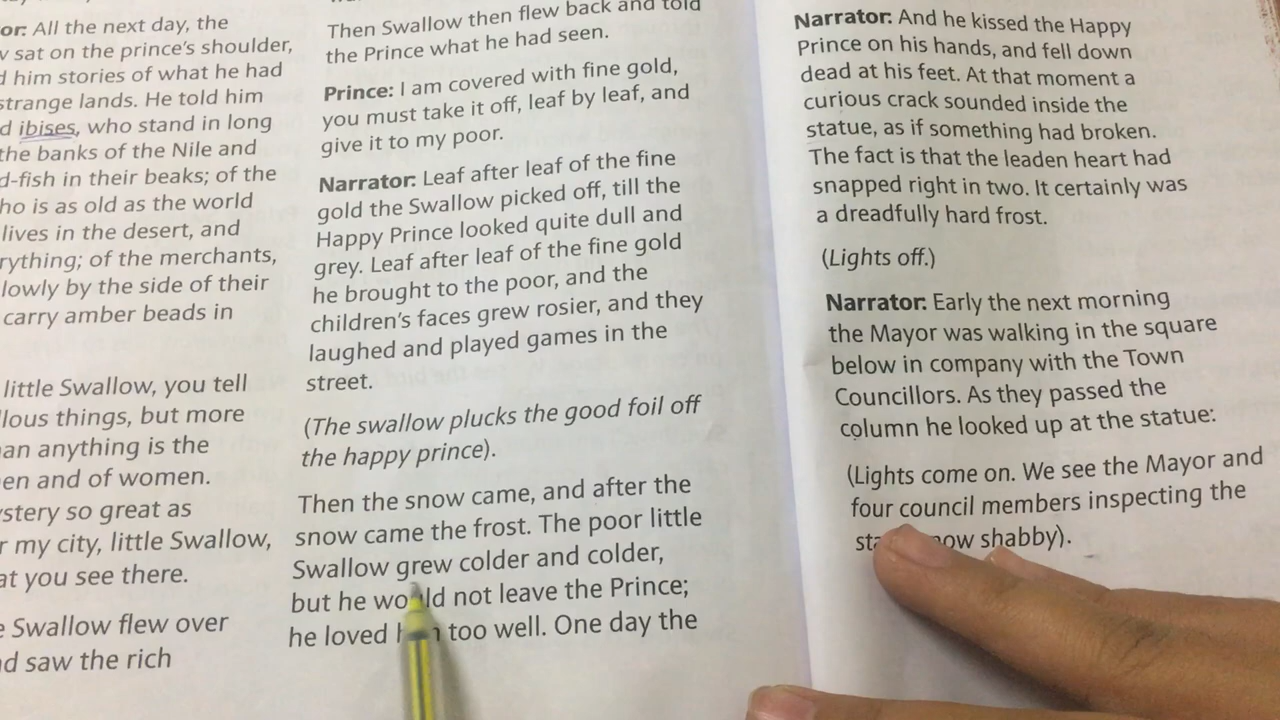 or: All the next day, the
sat on the prince's shoulder,
him stories of what he had
strange lands. He told him
ibises, who stand in long
the banks of the Nile and
d-fish in their beaks; of the
ho is as old as the world
lives in the desert, and
rything; of the merchants,
lowly by the side of their
carry amber beads in
little Swallow, you tell
llous things, but more
an anything is the
en and of women.
ystery so great as
r my city, little Swallow,
at you see there.
e Swallow flew over
d saw the rich
Then Swallow then flew back and told
the Prince what he had seen.
Prince: I am covered with fine gold,
you must take it off, leaf by leaf, and
give it to my poor.
Narrator: Leaf after leaf of the fine
gold the Swallow picked off, till the
Happy Prince looked quite dull and
grey. Leaf after leaf of the fine gold
he brought to the poor, and the
children's faces grew rosier, and they
laughed and played games in the
street.
(The swallow plucks the good foil off
the happy prince).
Then the snow came, and after the
snow came the frost. The poor little
Swallow grew colder and colder,
but he would not leave the Prince;
he loved him too well. One day the
Narrator: And he kissed the Happy
Prince on his hands, and fell down
dead at his feet. At that moment a
curious crack sounded inside the
statue, as if something had broken.
The fact is that the leaden heart had
snapped right in two. It certainly was
a dreadfully hard frost.
(Lights off.)
Narrator: Early the next morning
the Mayor was walking in the square
below in company with the Town
Councillors. As they passed the
column he looked up at the statue:
(Lights come on. We see the Mayor and
four council members inspecting the
now shabby).